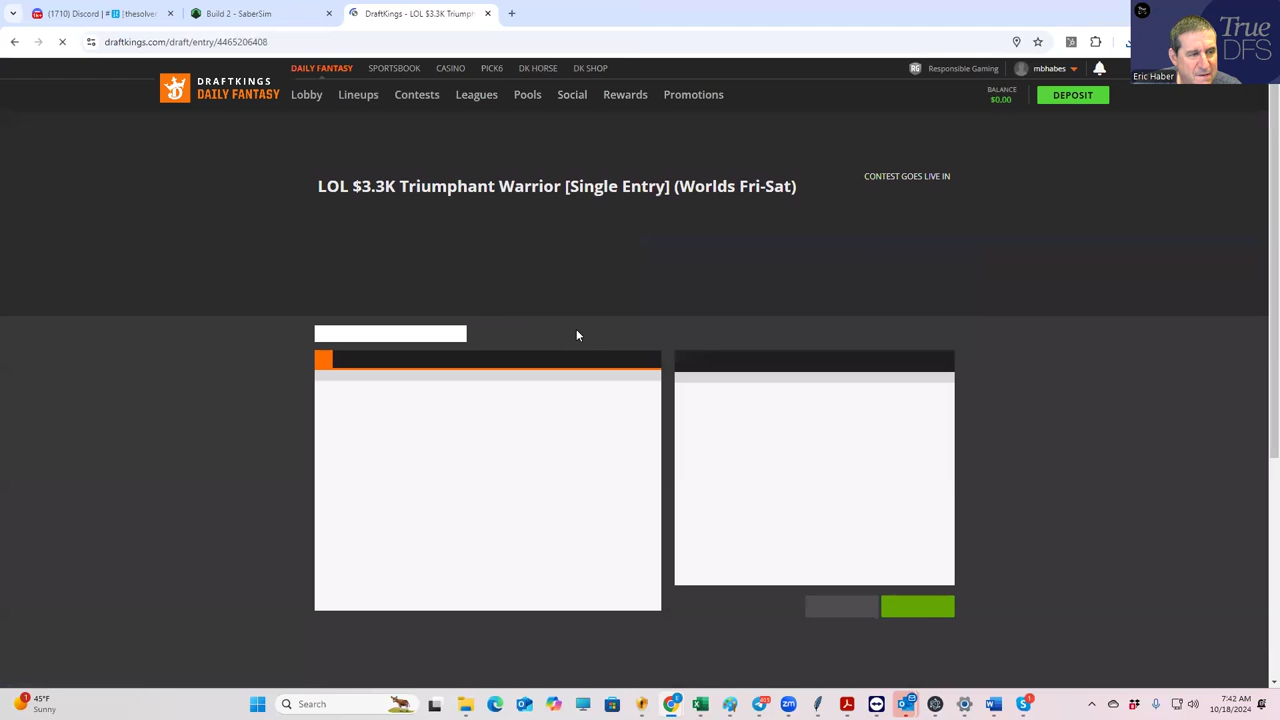 (1710) Discord | # | thesolver
Build 2 - SaberSim
DraftKings - LOL $3.3K Triump
draftkings.com/draft/entry/4465206408
True
DFS
Eric Haber
DAILY FANTASY SPORTSBOOK CASINO PICK6 DK HORSE DK SHOP
RG Responsible Gaming mbhabes
DRAFTKINGS
DAILY FANTASY
Lobby Lineups Contests Leagues Pools Social Rewards Promotions
BALANCE
$0.00
DEPOSIT
LOL $3.3K Triumphant Warrior [Single Entry] (Worlds Fri-Sat)
CONTEST GOES LIVE IN
45°F
Sunny
Search
7:42 AM
10/18/2024